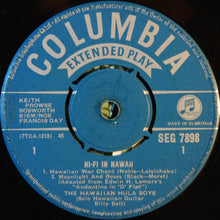 COLUMBIA
EXTENDED PLAY
KEITH
PROWSE
BOSWORTH
BIEM/NCB
FRANCIS DAY
MADE IN GT. BRITAIN
(7TCA.1213) 45
SEG 7898
1
1
HI-FI IN HAWAII
1. Hawaiian War Chant (Noble-Leleiohaku)
2. Moonlight And Roses (Black-Moret)
(Adapted from Edwin H. Lemare's
"Andantino in 'D' Flat")
THE HAWAIIAN HULA BOYS
(Solo Hawaiian Guitar
Billy Bell)